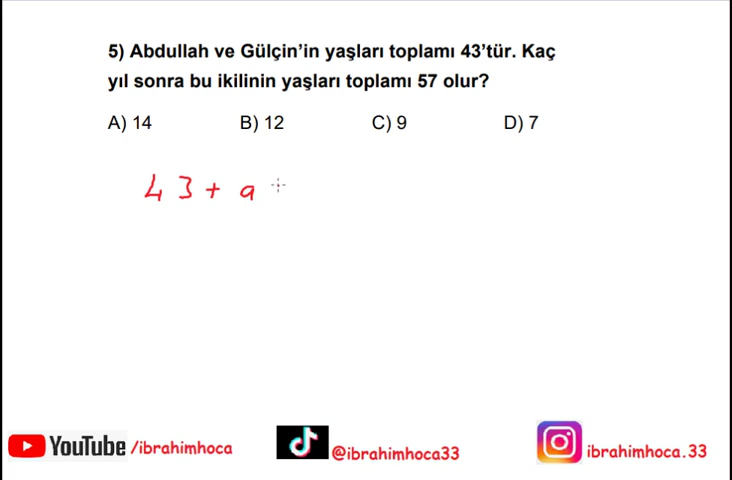 5) Abdullah ve Gülçin’in yaşları toplamı 43’tür. Kaç
yıl sonra bu ikilinin yaşları toplamı 57 olur?
A) 14 B) 12 C) 9 D) 7
43 + a
YouTube /ibrahimhoca @ibrahimhoca33 ibrahimhoca.33